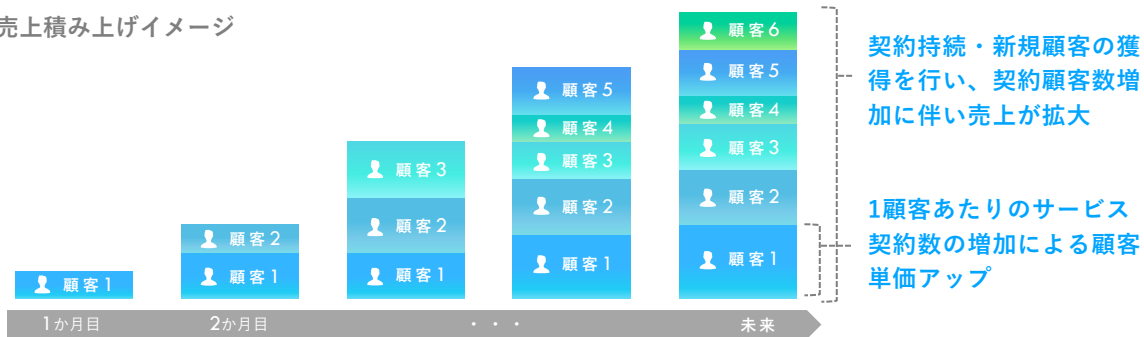 売上積み上げイメージ
顧客1
顧客2
顧客1
顧客3
顧客2
顧客1
顧客5
顧客4
顧客3
顧客2
顧客1
顧客6
顧客5
顧客4
顧客3
顧客2
顧客1
契約持続・新規顧客の獲
得を行い、契約顧客数増
加に伴い売上が拡大
1顧客あたりのサービス
契約数の増加による顧客
単価アップ
1か月目
2か月目
・・・
未来